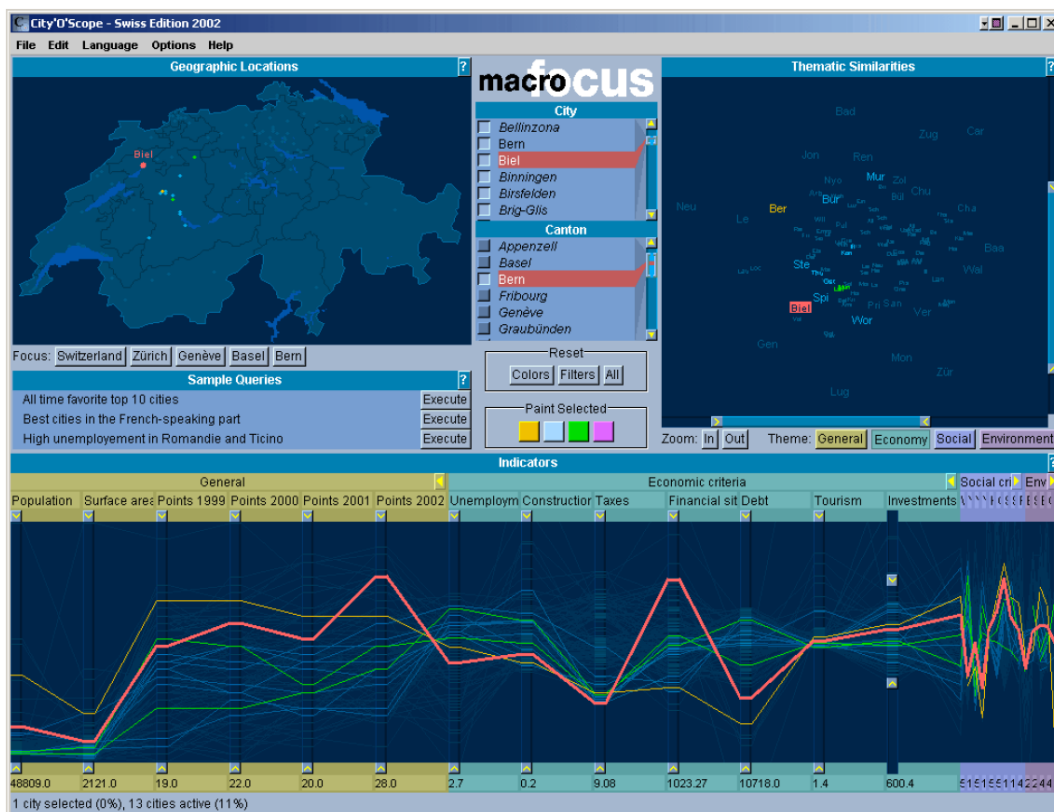 City'O'Scope - Swiss Edition 2002
File Edit Language Options Help
Geographic Locations ?
Biel
Focus: Switzerland Zürich Genève Basel Bern
Sample Queries ?
All time favorite top 10 cities Execute
Best cities in the French-speaking part Execute
High unemployement in Romandie and Ticino Execute
macro focus
City
Bellinzona
Bern
Biel
Binningen
Birsfelden
Brig-Glis
Canton
Appenzell
Basel
Bern
Fribourg
Genève
Graubünden
Reset
Colors Filters All
Paint Selected
Thematic Similarities ?
Bad
Zug Car
Jon Ren
Mur
Nyo Zol
Chu
Bür Bül
Neu Ber Cha
Le
Baa
Ste Wal
Spi
Biel Pri San Ver
Wor
Gen
Mon
Zür
Lug
Zoom: In Out Theme: General Economy Social Environment
Indicators ?
General Economic criteria Social cri Env
Population Surface area Points 1999 Points 2000 Points 2001 Points 2002 Unemploym Construction Taxes Financial sit Debt Tourism Investments
48809.0 2121.0 19.0 22.0 20.0 28.0 2.7 0.2 9.08 1023.27 10718.0 1.4 600.4
1 city selected (0%), 13 cities active (11%)